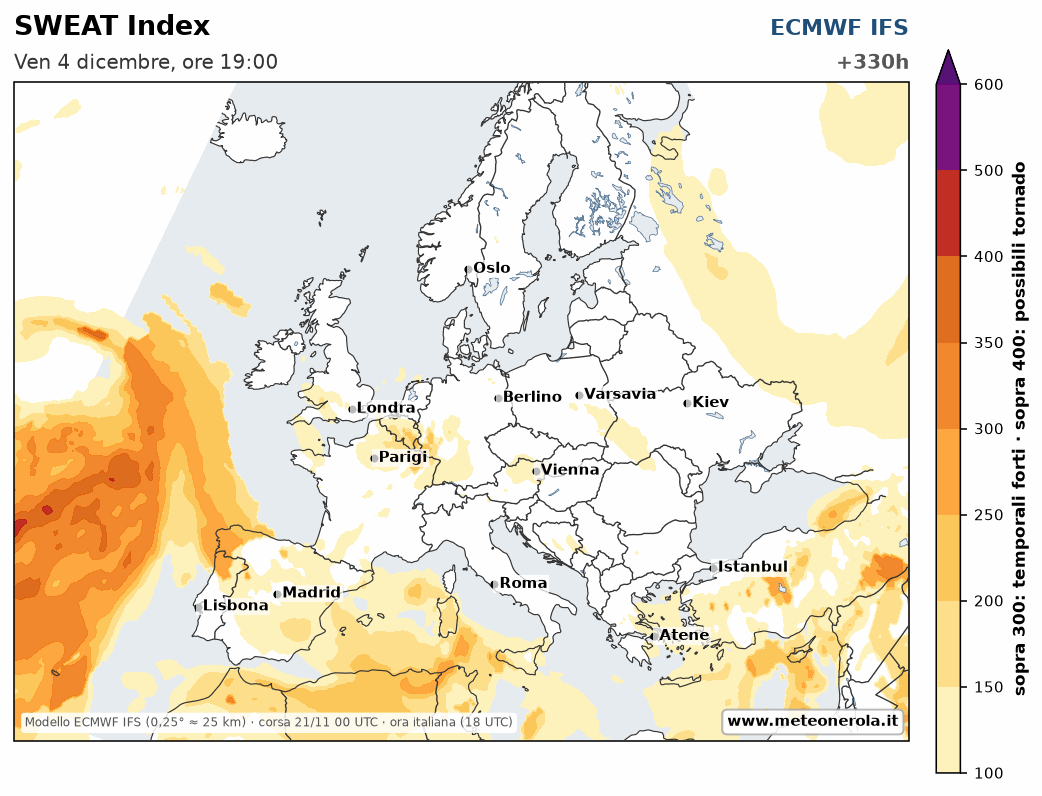 SWEAT Index
ECMWF IFS
Ven 4 dicembre, ore 19:00
+330h
600
500
400
350
300
250
200
150
100
sopra 300: temporali forti · sopra 400: possibili tornado
Oslo
Londra
Berlino
Varsavia
Kiev
Parigi
Vienna
Istanbul
Roma
Madrid
Lisbona
Atene
Modello ECMWF IFS (0,25° ≈ 25 km) · corsa 21/11 00 UTC · ora italiana (18 UTC)
www.meteonerola.it